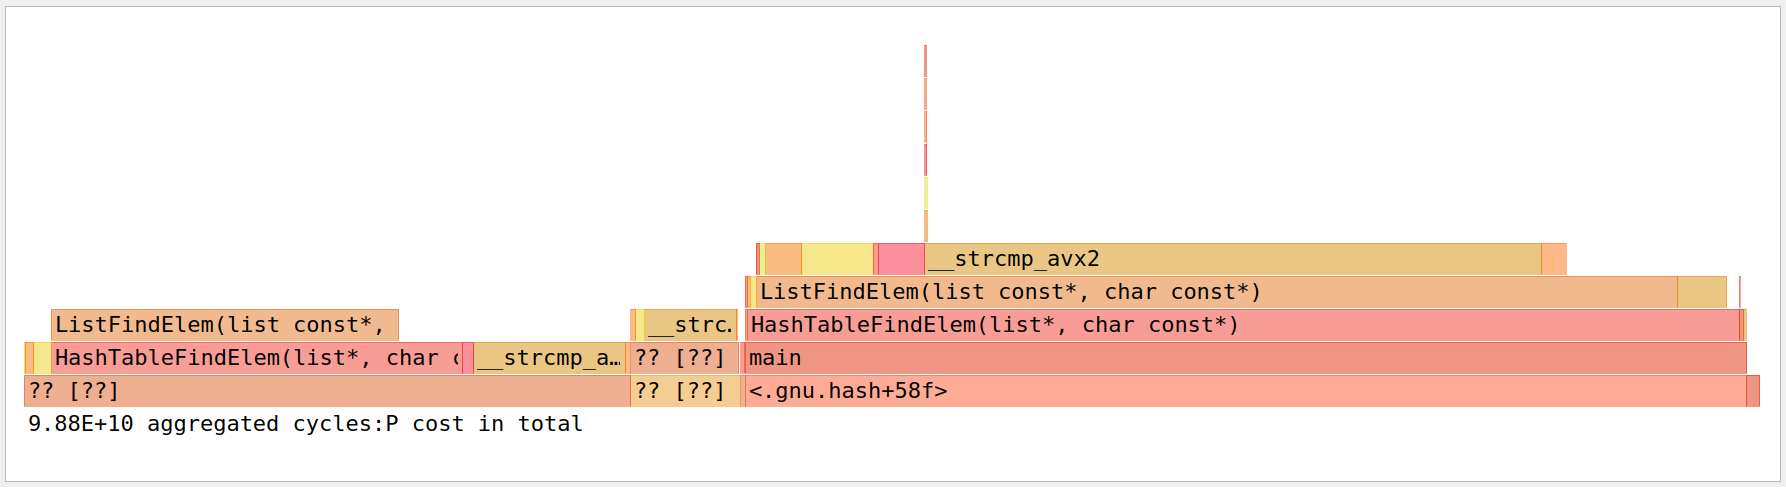 __strcmp_avx2
ListFindElem(list const*, char const*)
ListFindElem(list const*, __strc. HashTableFindElem(list*, char const*)
HashTableFindElem(list*, char __strcmp_a… ?? [??] main
?? [??] ?? [??] <.gnu.hash+58f>
9.88E+10 aggregated cycles:P cost in total